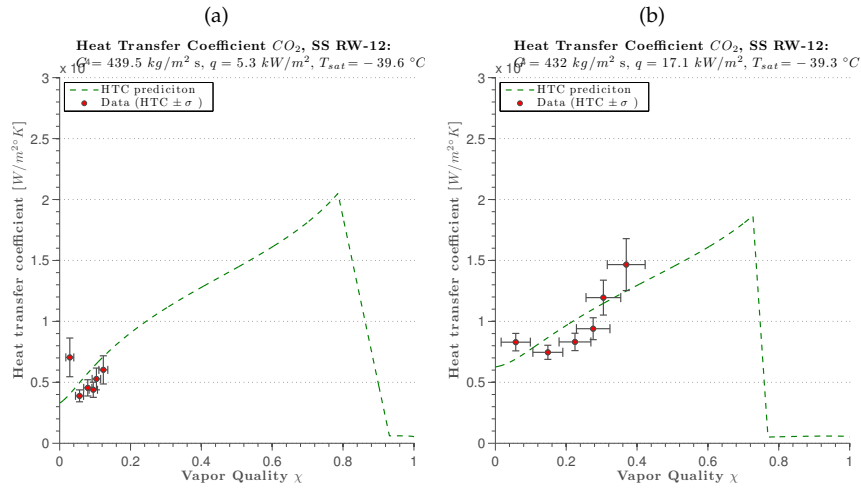 (a)
Heat Transfer Coefficient CO₂, SS RW-12:
G = 439.5 kg/m² s, q = 5.3 kW/m², T_sat = − 39.6 °C
x 10⁴
3
2.5
2
1.5
1
0.5
0
HTC prediciton
Data (HTC ± σ )
Heat transfer coefficient [W/m²°K]
0 0.2 0.4 0.6 0.8 1
Vapor Quality χ
(b)
Heat Transfer Coefficient CO₂, SS RW-12:
G = 432 kg/m² s, q = 17.1 kW/m², T_sat = − 39.3 °C
x 10⁴
3
2.5
2
1.5
1
0.5
0
HTC prediciton
Data (HTC ± σ )
Heat transfer coefficient [W/m²°K]
0 0.2 0.4 0.6 0.8 1
Vapor Quality χ